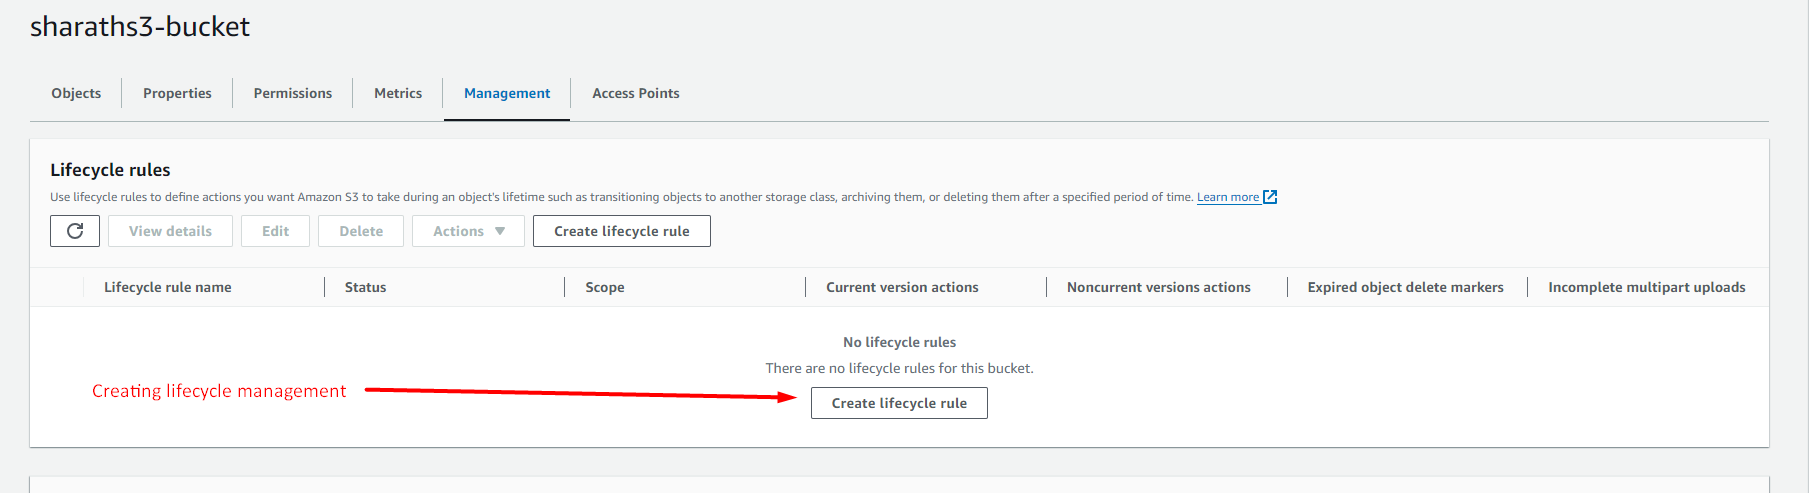 sharaths3-bucket
Objects
Properties
Permissions
Metrics
Management
Access Points
Lifecycle rules
Use lifecycle rules to define actions you want Amazon S3 to take during an object's lifetime such as transitioning objects to another storage class, archiving them, or deleting them after a specified period of time. Learn more
View details
Edit
Delete
Actions
Create lifecycle rule
Lifecycle rule name
Status
Scope
Current version actions
Noncurrent versions actions
Expired object delete markers
Incomplete multipart uploads
No lifecycle rules
There are no lifecycle rules for this bucket.
Creating lifecycle management
Create lifecycle rule